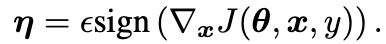 η = ϵsign (∇ₓJ(θ, x, y)) .